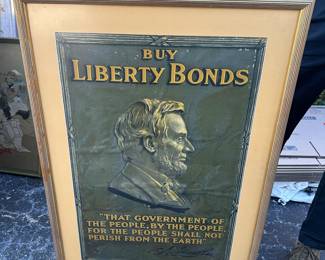 BUY
LIBERTY BONDS
"THAT GOVERNMENT OF
THE PEOPLE, BY THE PEOPLE,
FOR THE PEOPLE SHALL NOT
PERISH FROM THE EARTH"